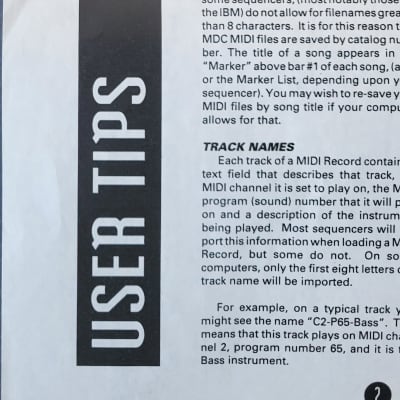 USER TIPS
some sequencers, (most notably those
the IBM) do not allow for filenames grea
than 8 characters. It is for this reason t
MDC MIDI files are saved by catalog nu
ber. The title of a song appears in
"Marker" above bar #1 of each song, (a
or the Marker List, depending upon y
sequencer). You may wish to re-save y
MIDI files by song title if your compu
allows for that.
TRACK NAMES
Each track of a MIDI Record contain
text field that describes that track,
MIDI channel it is set to play on, the M
program (sound) number that it will p
on and a description of the instrum
being played. Most sequencers will
port this information when loading a M
Record, but some do not. On so
computers, only the first eight letters o
track name will be imported.
For example, on a typical track y
might see the name "C2-P65-Bass". T
means that this track plays on MIDI cha
nel 2, program number 65, and it is t
Bass instrument.
2